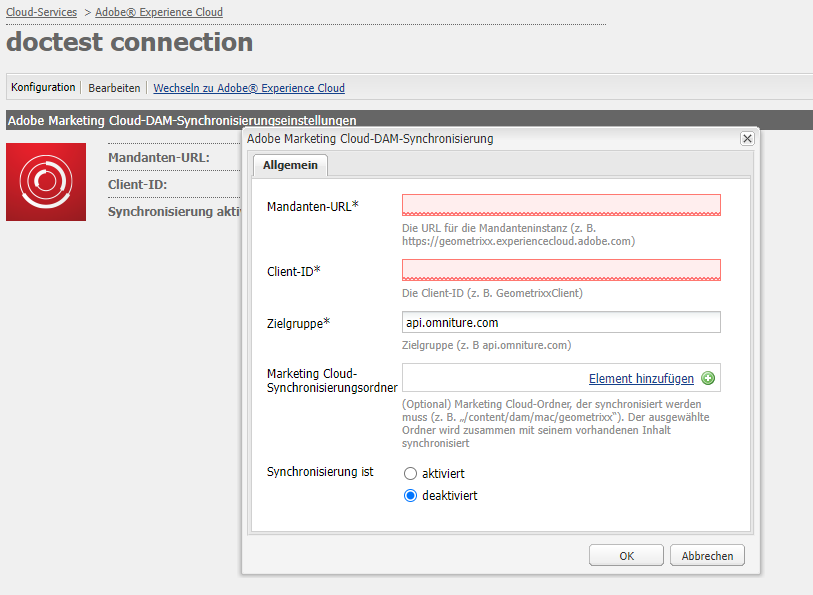 Cloud-Services > Adobe® Experience Cloud
doctest connection
Konfiguration Bearbeiten Wechseln zu Adobe® Experience Cloud
Adobe Marketing Cloud-DAM-Synchronisierungseinstellungen
Mandanten-URL:
Client-ID:
Synchronisierung akti
Adobe Marketing Cloud-DAM-Synchronisierung
Allgemein
Mandanten-URL*
Die URL für die Mandanteninstanz (z. B.
https://geometrixx.experiencecloud.adobe.com)
Client-ID*
Die Client-ID (z. B. GeometrixxClient)
Zielgruppe*
api.omniture.com
Zielgruppe (z. B api.omniture.com)
Marketing Cloud-
Synchronisierungsordner
Element hinzufügen
(Optional) Marketing Cloud-Ordner, der synchronisiert werden
muss (z. B. „/content/dam/mac/geometrixx“). Der ausgewählte
Ordner wird zusammen mit seinem vorhandenen Inhalt
synchronisiert
Synchronisierung ist
aktiviert
deaktiviert
OK Abbrechen